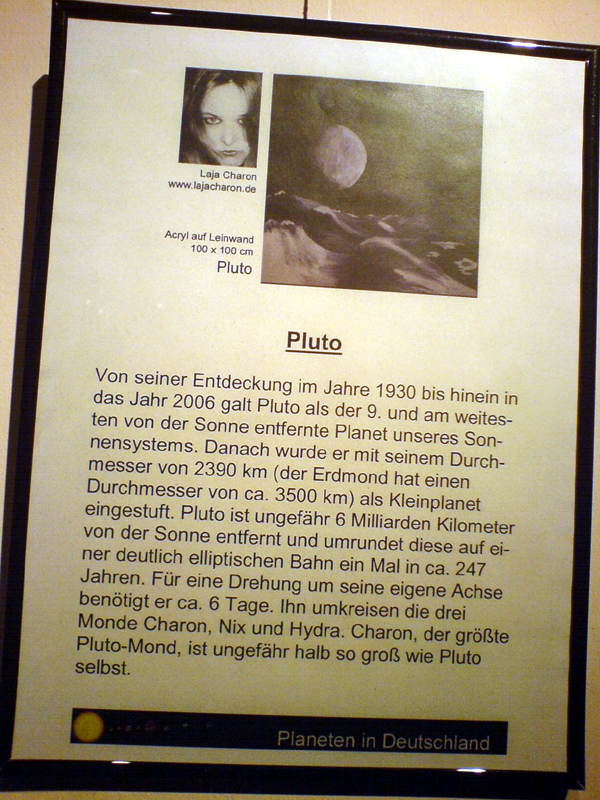 Laja Charon
www.lajacharon.de
Acryl auf Leinwand
100 x 100 cm
Pluto
Pluto
Von seiner Entdeckung im Jahre 1930 bis hinein in
das Jahr 2006 galt Pluto als der 9. und am weites-
ten von der Sonne entfernte Planet unseres Son-
nensystems. Danach wurde er mit seinem Durch-
messer von 2390 km (der Erdmond hat einen
Durchmesser von ca. 3500 km) als Kleinplanet
eingestuft. Pluto ist ungefähr 6 Milliarden Kilometer
von der Sonne entfernt und umrundet diese auf ei-
ner deutlich elliptischen Bahn ein Mal in ca. 247
Jahren. Für eine Drehung um seine eigene Achse
benötigt er ca. 6 Tage. Ihn umkreisen die drei
Monde Charon, Nix und Hydra. Charon, der größte
Pluto-Mond, ist ungefähr halb so groß wie Pluto
selbst.
Planeten in Deutschland